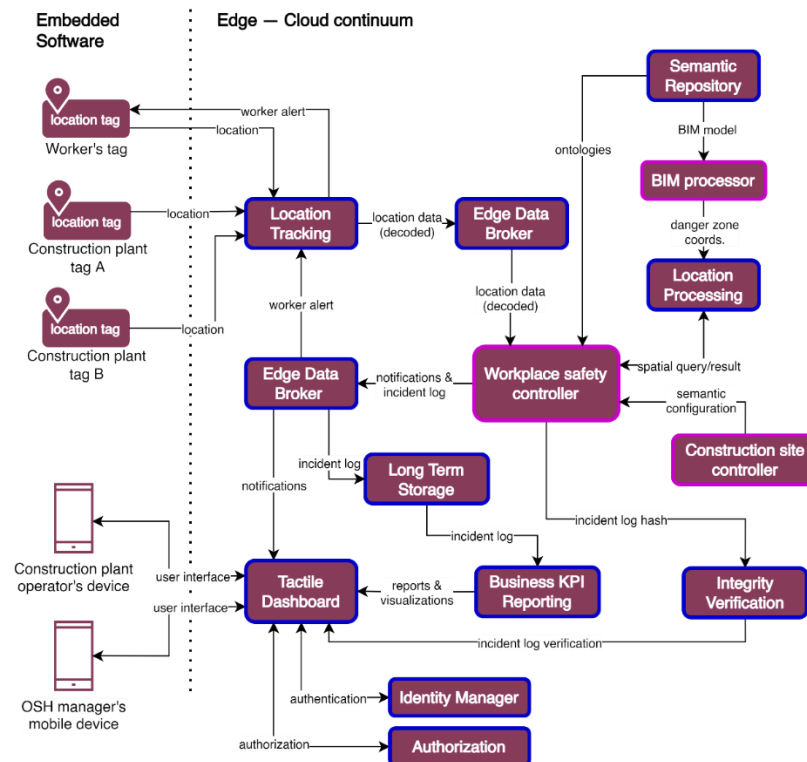 Embedded
Software
Edge — Cloud continuum
location tag
Worker's tag
worker alert
location
location tag
Construction plant
tag A
location
location tag
Construction plant
tag B
location
Location
Tracking
location data
(decoded)
Edge Data
Broker
location data
(decoded)
ontologies
Semantic
Repository
BIM model
BIM processor
danger zone
coords.
Location
Processing
spatial query/result
worker alert
Edge Data
Broker
notifications &
incident log
Workplace safety
controller
semantic
configuration
Construction site
controller
notifications
incident log
Long Term
Storage
incident log
incident log hash
Construction plant
operator's device
user interface
user interface
OSH manager's
mobile device
Tactile
Dashboard
reports &
visualizations
Business KPI
Reporting
Integrity
Verification
incident log verification
authentication
Identity Manager
authorization
Authorization